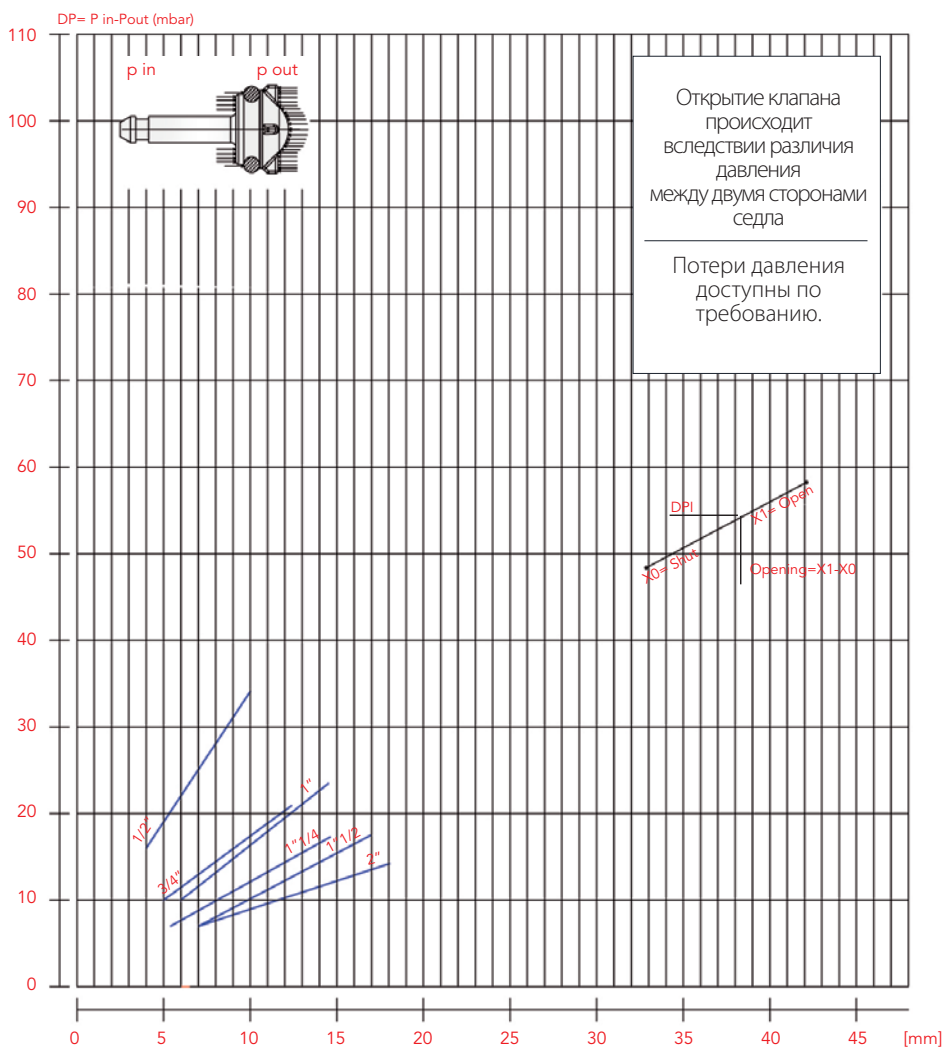 DP= P in-Pout (mbar)
110
p in
p out
100
90
80
70
60
50
40
30
20
10
0
Открытие клапана
происходит
вследствии различия
давления
между двумя сторонами
седла
Потери давления
доступны по
требованию.
DPI
X1= Open
X0= Shut
Opening=X1-X0
1/2"
3/4"
1"
1"1/4
1"1/2
2"
0
5
10
15
20
25
30
35
40
45
[mm]